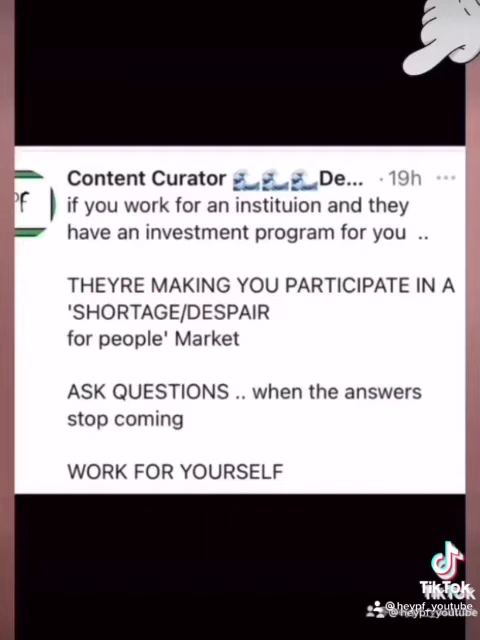 Content Curator 🌊🌊🌊De... · 19h ...
if you work for an instituion and they
have an investment program for you ..
THEYRE MAKING YOU PARTICIPATE IN A
'SHORTAGE/DESPAIR
for people' Market
ASK QUESTIONS .. when the answers
stop coming
WORK FOR YOURSELF
TikTok
@heypf_youtube